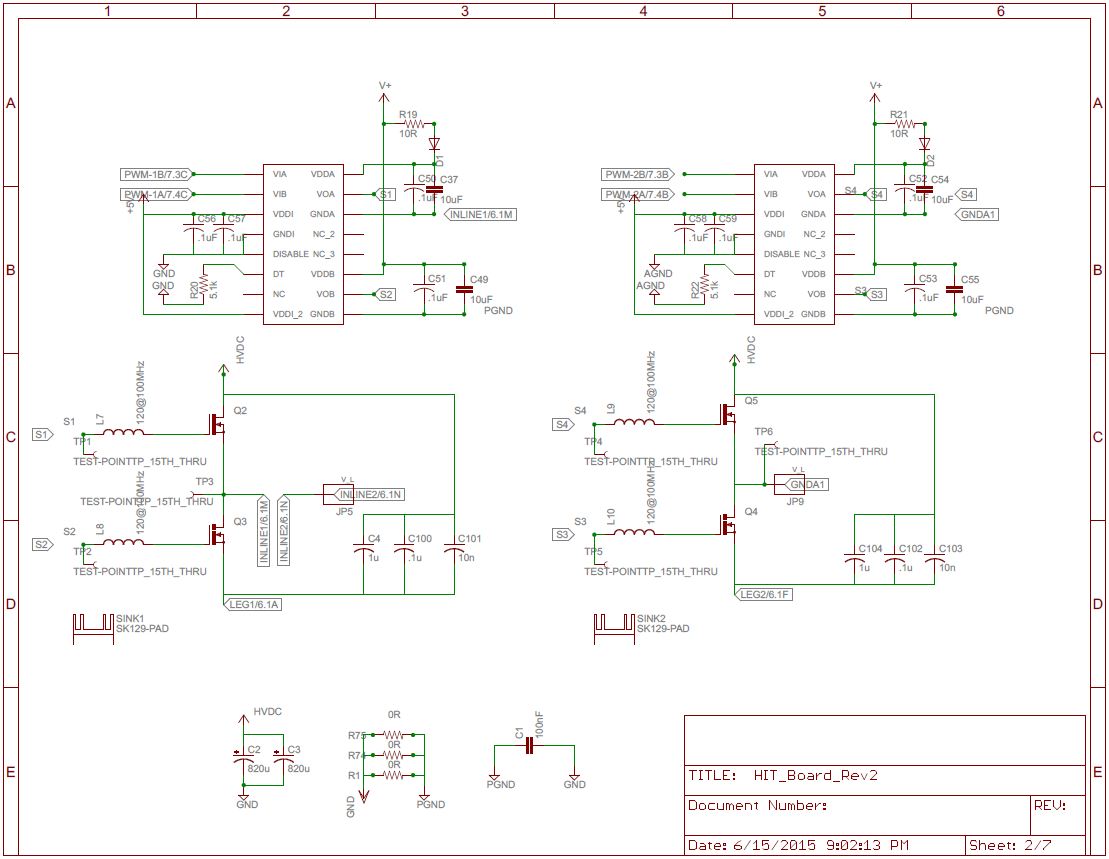 1 2 3 4 5 6
A A
B B
C C
D D
E E
V+
R19
10R
D1
PWM-1B/7.3C
PWM-1A/7.4C
+5V
VIA VDDA
VIB VOA
VDDI GNDA
GNDI NC_2
DISABLE NC_3
DT VDDB
NC VOB
VDDI_2 GNDB
S1
C50
.1uF
C37
10uF
INLINE1/6.1M
C56
.1uF
C57
.1uF
GND
GND
R20
5.1k
S2
C51
.1uF
C49
10uF
PGND
V+
R21
10R
D2
PWM-2B/7.3B
PWM-2A/7.4B
+5V
VIA VDDA
VIB VOA
VDDI GNDA
GNDI NC_2
DISABLE NC_3
DT VDDB
NC VOB
VDDI_2 GNDB
S4
S4
C52
.1uF
C54
10uF
S4
GNDA1
C58
.1uF
C59
.1uF
AGND
AGND
R22
5.1k
S3
S3
C53
.1uF
C55
10uF
PGND
HVDC
120@100MHz
L7
S1
S1
TP1
TEST-POINTTP_15TH_THRU
Q2
TP3
TEST-POINTTP_15TH_THRU
120@100MHz
L8
S2
S2
TP2
TEST-POINTTP_15TH_THRU
Q3
INLINE1/6.1M
INLINE2/6.1N
V_L
INLINE2/6.1N
JP5
C4
1u
C100
.1u
C101
10n
LEG1/6.1A
SINK1
SK129-PAD
HVDC
120@100MHz
L9
S4
S4
TP4
TEST-POINTTP_15TH_THRU
Q5
TP6
TEST-POINTTP_15TH_THRU
V_L
GNDA1
JP9
120@100MHz
L10
S3
S3
TP5
TEST-POINTTP_15TH_THRU
Q4
C104
1u
C102
.1u
C103
10n
LEG2/6.1F
SINK2
SK129-PAD
HVDC
C2
820u
C3
820u
GND
0R
R75
0R
R74
0R
R1
GND
PGND
C1
100nF
PGND
GND
TITLE: HIT_Board_Rev2
Document Number:
REV:
Date: 6/15/2015 9:02:13 PM
Sheet: 2/7
A B C D E
1 2 3 4 5 6